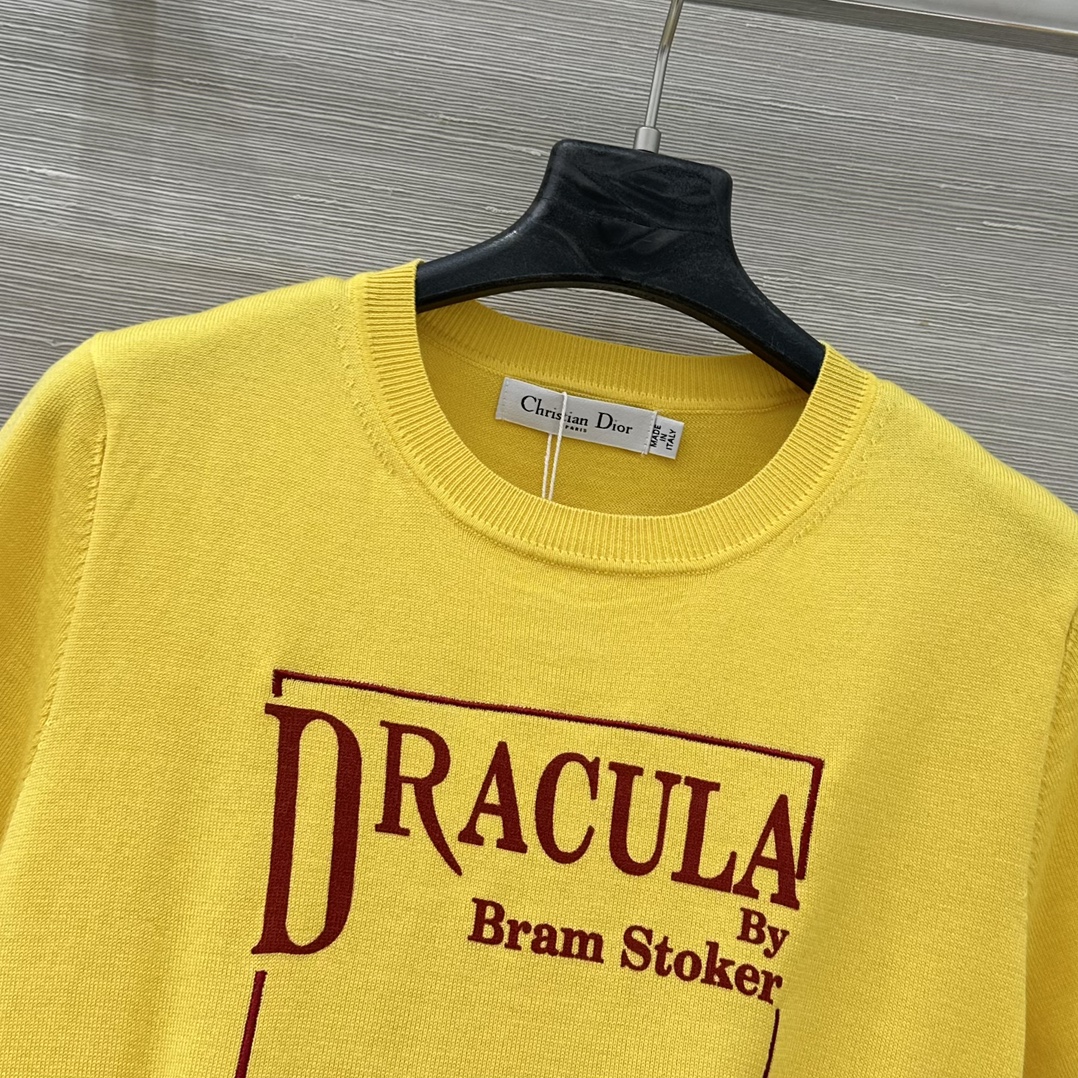 Christian Dior
PARIS
MADE
IN
ITALY
DRACULA
By
Bram Stoker